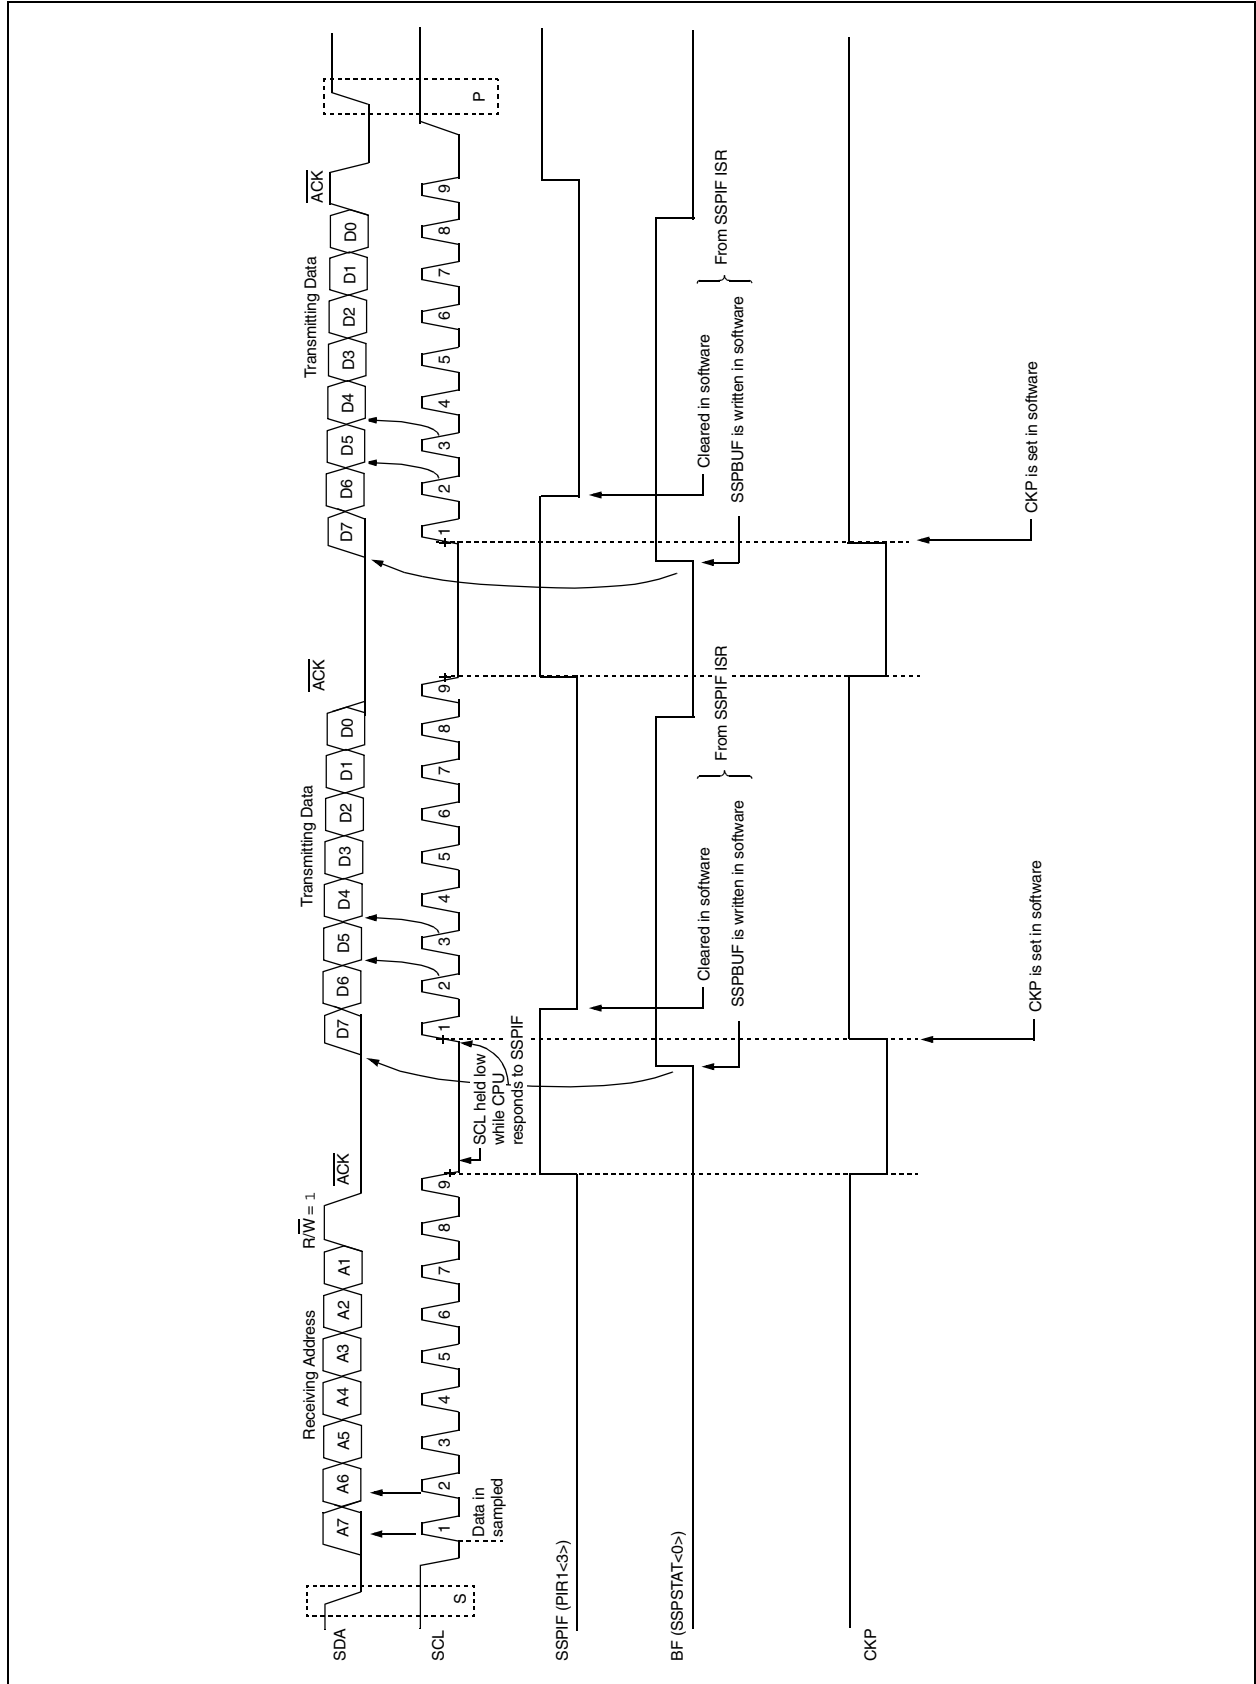 Receiving Address
R/W = 1
ACK
Transmitting Data
ACK
Transmitting Data
ACK
SDA
A7
A6
A5
A4
A3
A2
A1
D7
D6
D5
D4
D3
D2
D1
D0
D7
D6
D5
D4
D3
D2
D1
D0
SCL
S
1
2
3
4
5
6
7
8
9
1
2
3
4
5
6
7
8
9
1
2
3
4
5
6
7
8
9
P
Data in
sampled
SCL held low
while CPU
responds to SSPIF
SSPIF (PIR1<3>)
BF (SSPSTAT<0>)
Cleared in software
SSPBUF is written in software
From SSPIF ISR
Cleared in software
SSPBUF is written in software
From SSPIF ISR
CKP
CKP is set in software
CKP is set in software